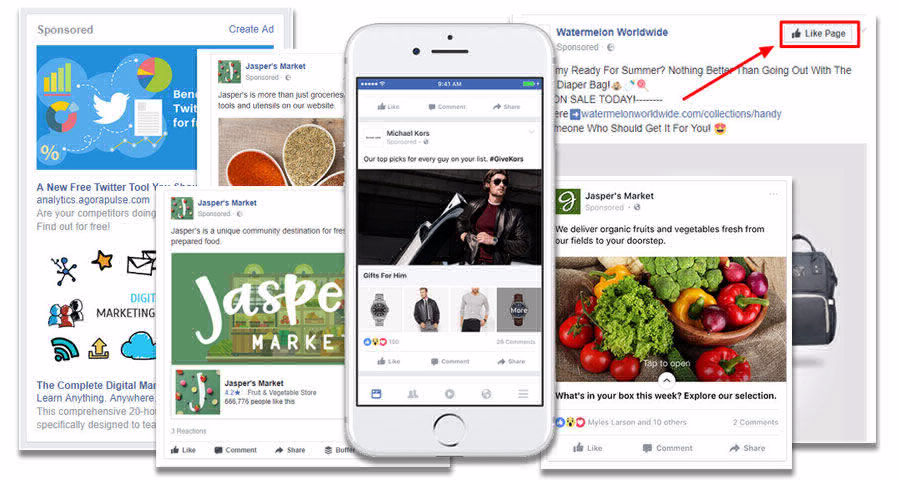 Sponsored Create Ad
Bene
Twitt
for f
%
A New Free Twitter Tool You Shou
analytics.agorapulse.com
Are your competitors doing
Find out for free!
DIGIT
MARKETING
The Complete Digital Mar
Learn Anything. Anywhere.
This comprehensive 20-hou
specifically designed to tea
Jasper's Market
Sponsored
Jasper's is more than just groceries
tools and utensils on our website.
Jasper's Market
Sponsored
Jasper's is a unique community destination for
prepared food.
Jasper
MARKET
Jasper's Market
4.2★ Fruit & Vegetable Store
666,776 people like this
3 Reactions
Like Comment Share Buffer
9:41 AM
Like Comment Share
Michael Kors
Sponsored
Our top picks for every guy on your list. #GiveKors
Gifts For Him
More
100 26 Comments
Like Comment Share
Watermelon Worldwide
Sponsored
Like Page
my Ready For Summer? Nothing Better Than Going Out With The
Diaper Bag!
ON SALE TODAY!--------
ere ➡watermelonworldwide.com/collections/handy
meone Who Should Get It For You! 😍
Jasper's Market
Sponsored
We deliver organic fruits and vegetables fresh from
our fields to your doorstep.
Tap to open
What's in your box this week? Explore our selection.
Myles Larson and 10 others 2 Comments
Like Comment Share